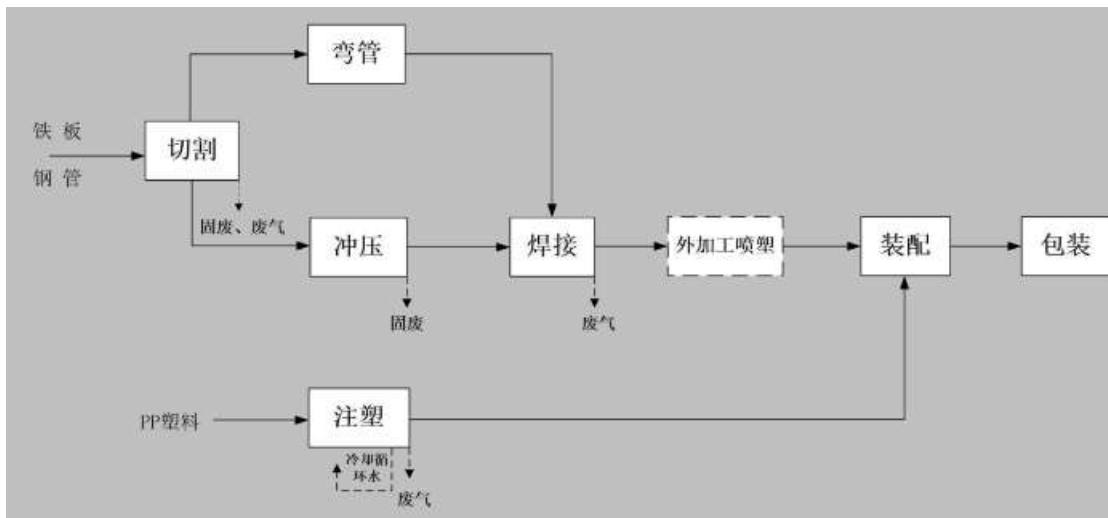 弯管
铁 板
切割
钢 管
固废、废气
冲压
焊接
外加工喷塑
装配
包装
固废
废气
PP塑料
注塑
冷却循
环水
废气